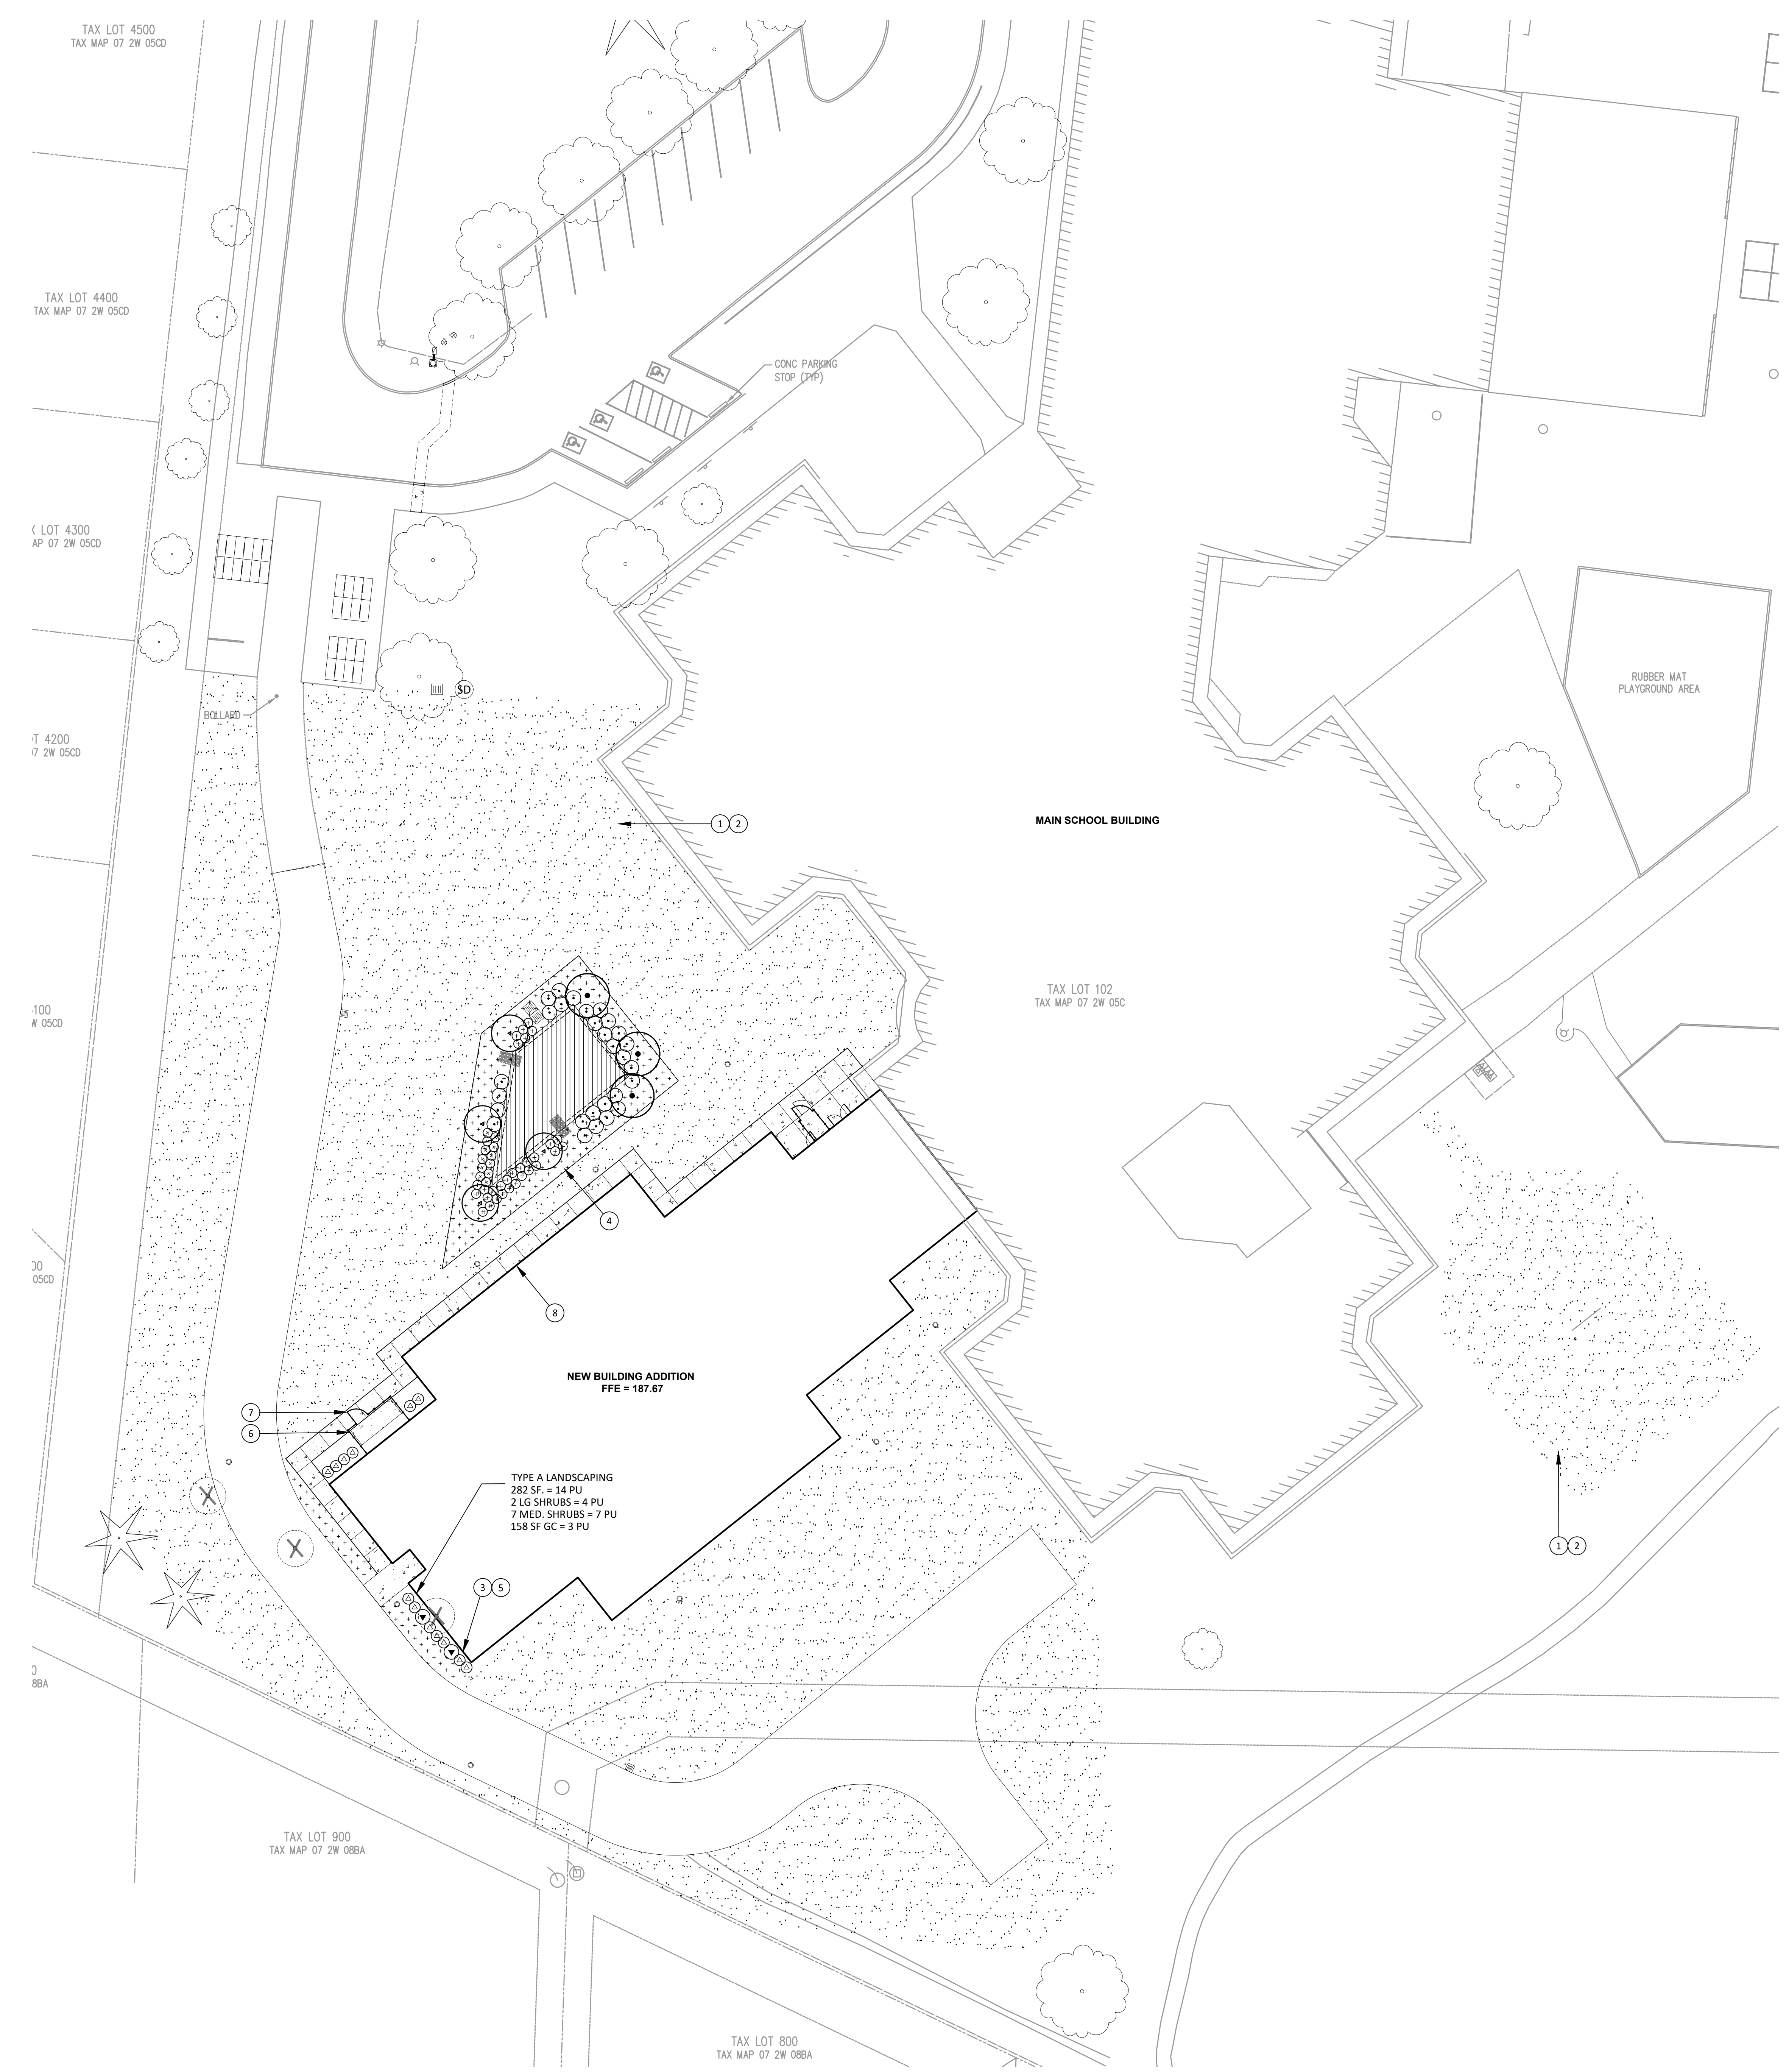 TAX LOT 4500
TAX MAP 07 2W 05CD
TAX LOT 4400
TAX MAP 07 2W 05CD
CONC PARKING
STOP (TYP)
LOT 4300
AP 07 2W 05CD
SD
RUBBER MAT
PLAYGROUND AREA
BOLLARD
T 4200
07 2W 05CD
1 2
MAIN SCHOOL BUILDING
TAX LOT 102
TAX MAP 07 2W 05C
100
W 05CD
4
00
05CD
8
NEW BUILDING ADDITION
FFE = 187.67
7
6
TYPE A LANDSCAPING
282 SF. = 14 PU
2 LG SHRUBS = 4 PU
7 MED. SHRUBS = 7 PU
158 SF GC = 3 PU
1 2
3 5
0
8BA
TAX LOT 900
TAX MAP 07 2W 08BA
TAX LOT 800
TAX MAP 07 2W 08BA